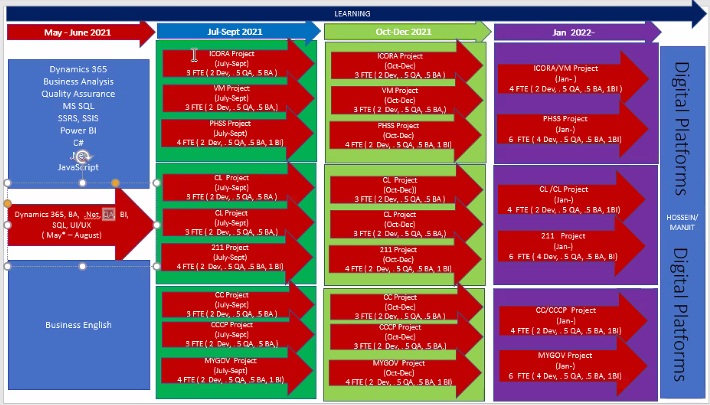 LEARNING
May – June 2021
Jul-Sept 2021
Oct-Dec 2021
Jan 2022-
Dynamics 365
Business Analysis
Quality Assurance
MS SQL
SSRS, SSIS
Power BI
C#
JavaScript
Dynamics 365, BA, .Net, QA, BI,
SQL, UI/UX
( May* – August)
Business English
ICORA Project
(July-Sept)
3 FTE ( 2 Dev, . 5 QA, .5 BA )
VM Project
(July-Sept)
3 FTE ( 2 Dev, . 5 QA, .5 BA,)
PHSS Project
(July-Sept)
4 FTE ( 2 Dev, . 5 QA, .5 BA, 1 BI)
CL Project
(July-Sept)
3 FTE ( 2 Dev, . 5 QA, .5 BA,)
CL Project
(July-Sept)
3 FTE ( 2 Dev, . 5 QA, .5 BA,)
211 Project
(July-Sept)
4 FTE ( 2 Dev, . 5 QA, .5 BA, 1 BI)
CC Project
(July-Sept)
3 FTE ( 2 Dev, . 5 QA, .5 BA,)
CCCP Project
(July-Sept)
3 FTE ( 2 Dev, . 5 QA, .5 BA,)
MYGOV Project
(July-Sept)
4 FTE ( 2 Dev, . 5 QA, .5 BA, 1 BI)
ICORA Project
(Oct-Dec)
3 FTE ( 2 Dev, . 5 QA, .5 BA )
VM Project
(Oct-Dec)
3 FTE ( 2 Dev, . 5 QA, .5 BA,)
PHSS Project
(Oct-Dec)
4 FTE ( 2 Dev, . 5 QA, .5 BA, 1 BI)
CL Project
(Oct-Dec))
3 FTE ( 2 Dev, . 5 QA, .5 BA,)
CL Project
(Oct-Dec)
3 FTE ( 2 Dev, . 5 QA, .5 BA,)
211 Project
(Oct-Dec)
4 FTE ( 2 Dev, . 5 QA, .5 BA, 1 BI)
CC Project
(Oct-Dec)
3 FTE ( 2 Dev, . 5 QA, .5 BA,)
CCCP Project
(Oct-Dec)
3 FTE ( 2 Dev, . 5 QA, .5 BA,)
MYGOV Project
(Oct-Dec)
4 FTE ( 2 Dev, . 5 QA, .5 BA, 1 BI)
ICORA/VM Project
(Jan- )
4 FTE ( 2 Dev, . 5 QA, .5 BA, 1BI )
PHSS Project
(Jan-)
6 FTE ( 4 Dev, . 5 QA, .5 BA, 1BI)
CL/CL Project
(Jan-)
4 FTE ( 2 Dev, . 5 QA, .5 BA, 1BI)
211 Project
(Jan-)
6 FTE ( 4 Dev, . 5 QA, .5 BA, BI)
CC/CCCP Project
(Jan-)
4 FTE ( 2 Dev, . 5 QA, .5 BA, 1BI)
MYGOV Project
(Jan-)
6 FTE ( 4 Dev, . 5 QA, .5 BA, 1BI)
Digital Platforms
HOSSEIN/
MANJIT
Digital Platforms